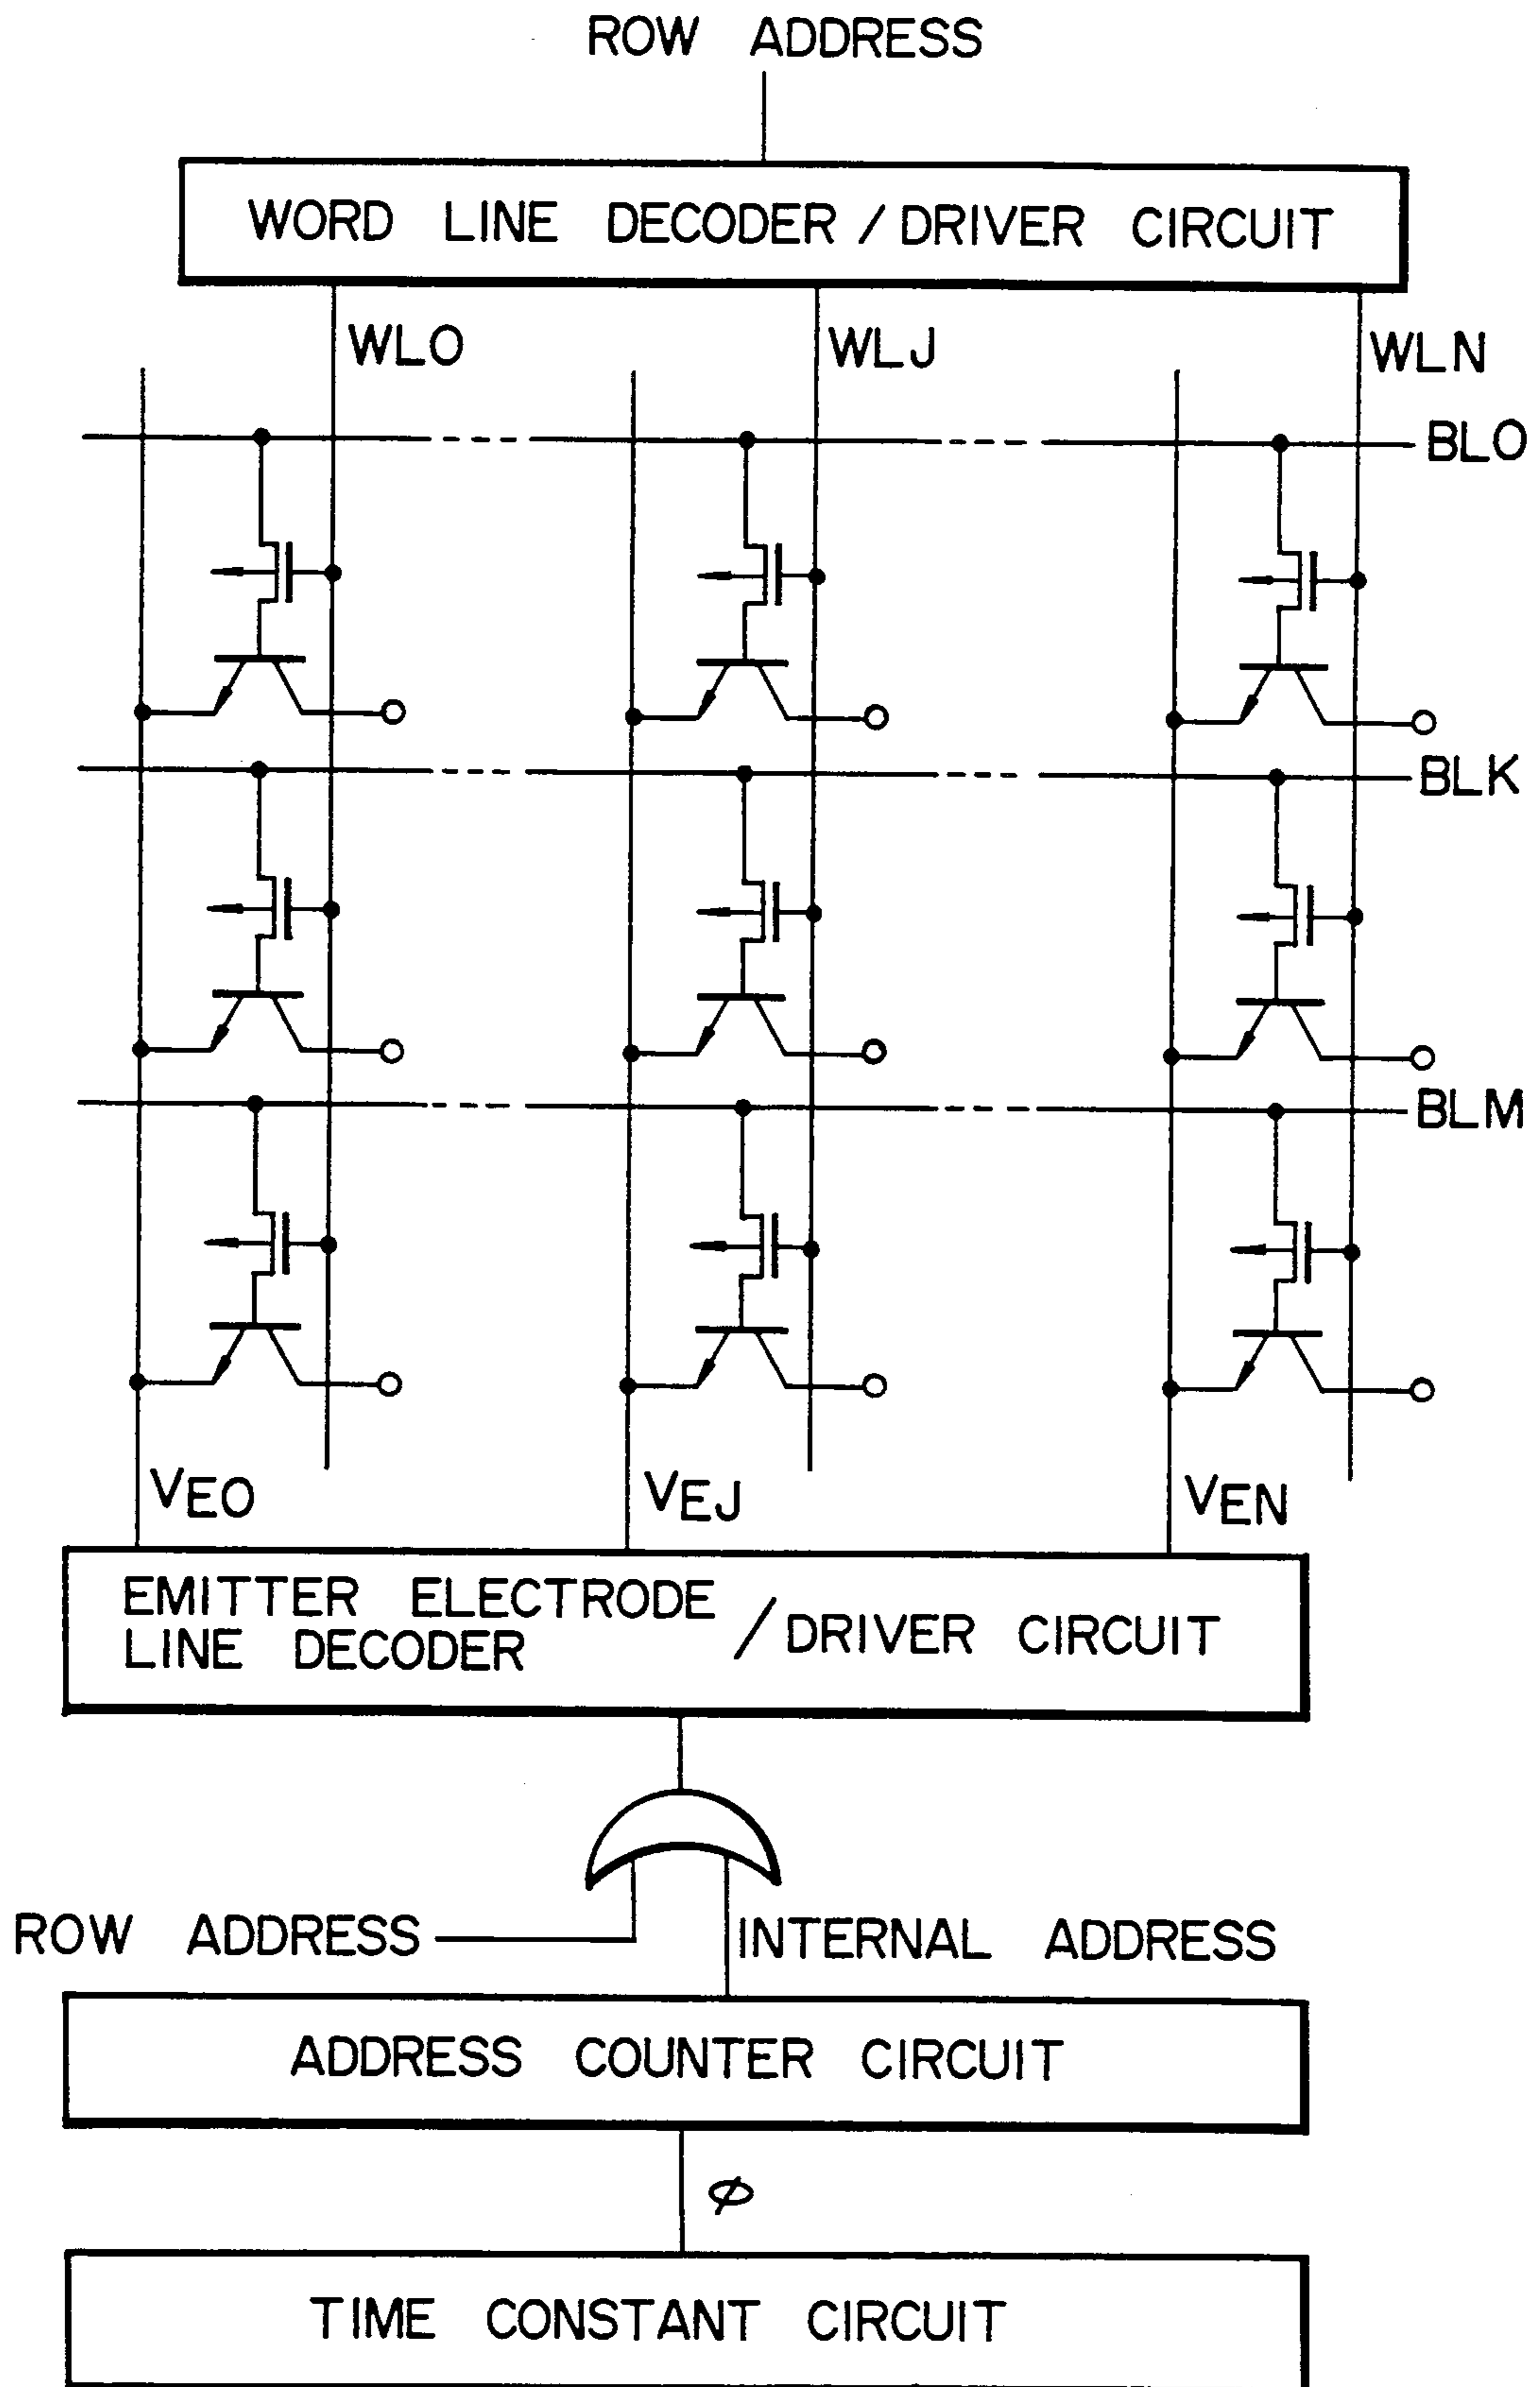 ROW ADDRESS
WORD LINE DECODER / DRIVER CIRCUIT
WLO
WLJ
WLN
BLO
BLK
BLM
VEO
VEJ
VEN
EMITTER ELECTRODE
LINE DECODER
/ DRIVER CIRCUIT
ROW ADDRESS
INTERNAL ADDRESS
ADDRESS COUNTER CIRCUIT
φ
TIME CONSTANT CIRCUIT